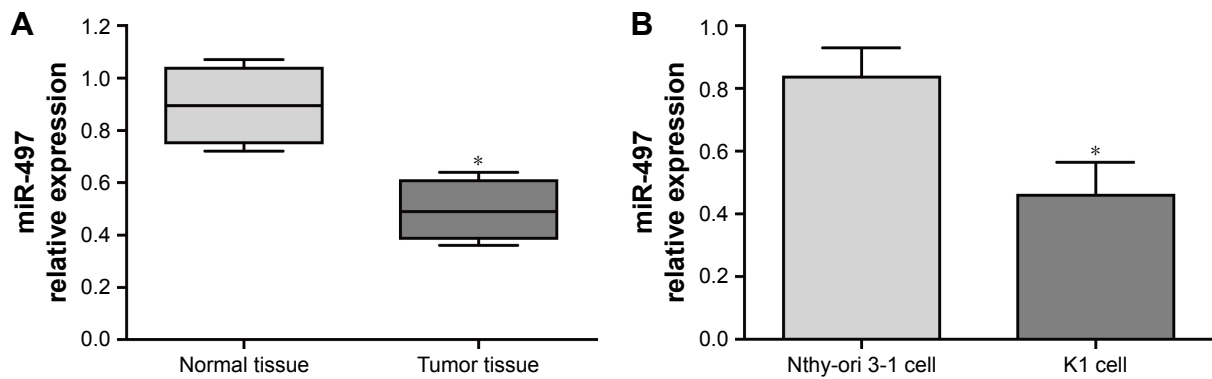 A
miR-497
relative expression
1.2
1.0
0.8
0.6
0.4
0.2
0.0
*
Normal tissue
Tumor tissue
B
miR-497
relative expression
1.0
0.8
0.6
0.4
0.2
0.0
*
Nthy-ori 3-1 cell
K1 cell